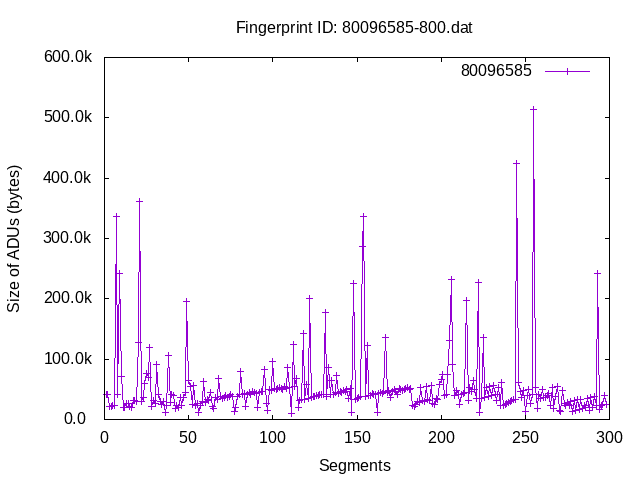 Fingerprint ID: 80096585-800.dat
600.0k
80096585
500.0k
400.0k
300.0k
200.0k
100.0k
0.0
Size of ADUs (bytes)
0 50 100 150 200 250 300
Segments